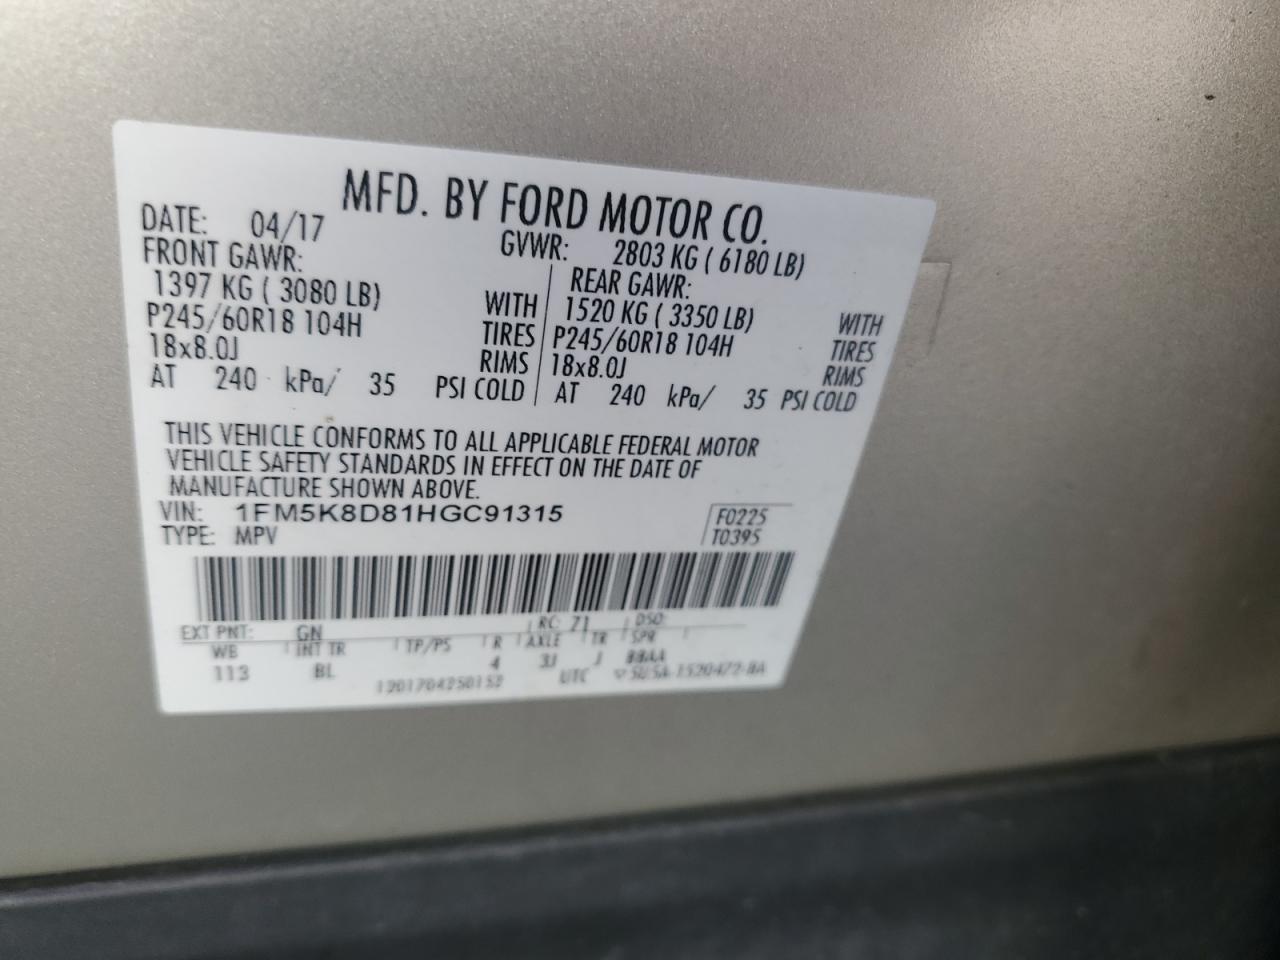 MFD. BY FORD MOTOR CO.
DATE: 04/17 GVWR: 2803 KG ( 6180 LB)
FRONT GAWR: REAR GAWR:
1397 KG ( 3080 LB) WITH 1520 KG ( 3350 LB) WITH
P245/60R18 104H TIRES P245/60R18 104H TIRES
18x8.0J RIMS 18x8.0J RIMS
AT 240 kPa/ 35 PSI COLD AT 240 kPa/ 35 PSI COLD
THIS VEHICLE CONFORMS TO ALL APPLICABLE FEDERAL MOTOR
VEHICLE SAFETY STANDARDS IN EFFECT ON THE DATE OF
MANUFACTURE SHOWN ABOVE.
VIN: 1FM5K8D81HGC91315 F0225
TYPE: MPV T0395
EXT PNT: GN RC: 71 DSO:
WB INT TR TP/PS R AXLE TR SPR
113 BL 4 3J J BBAA
1201704250152 UTC